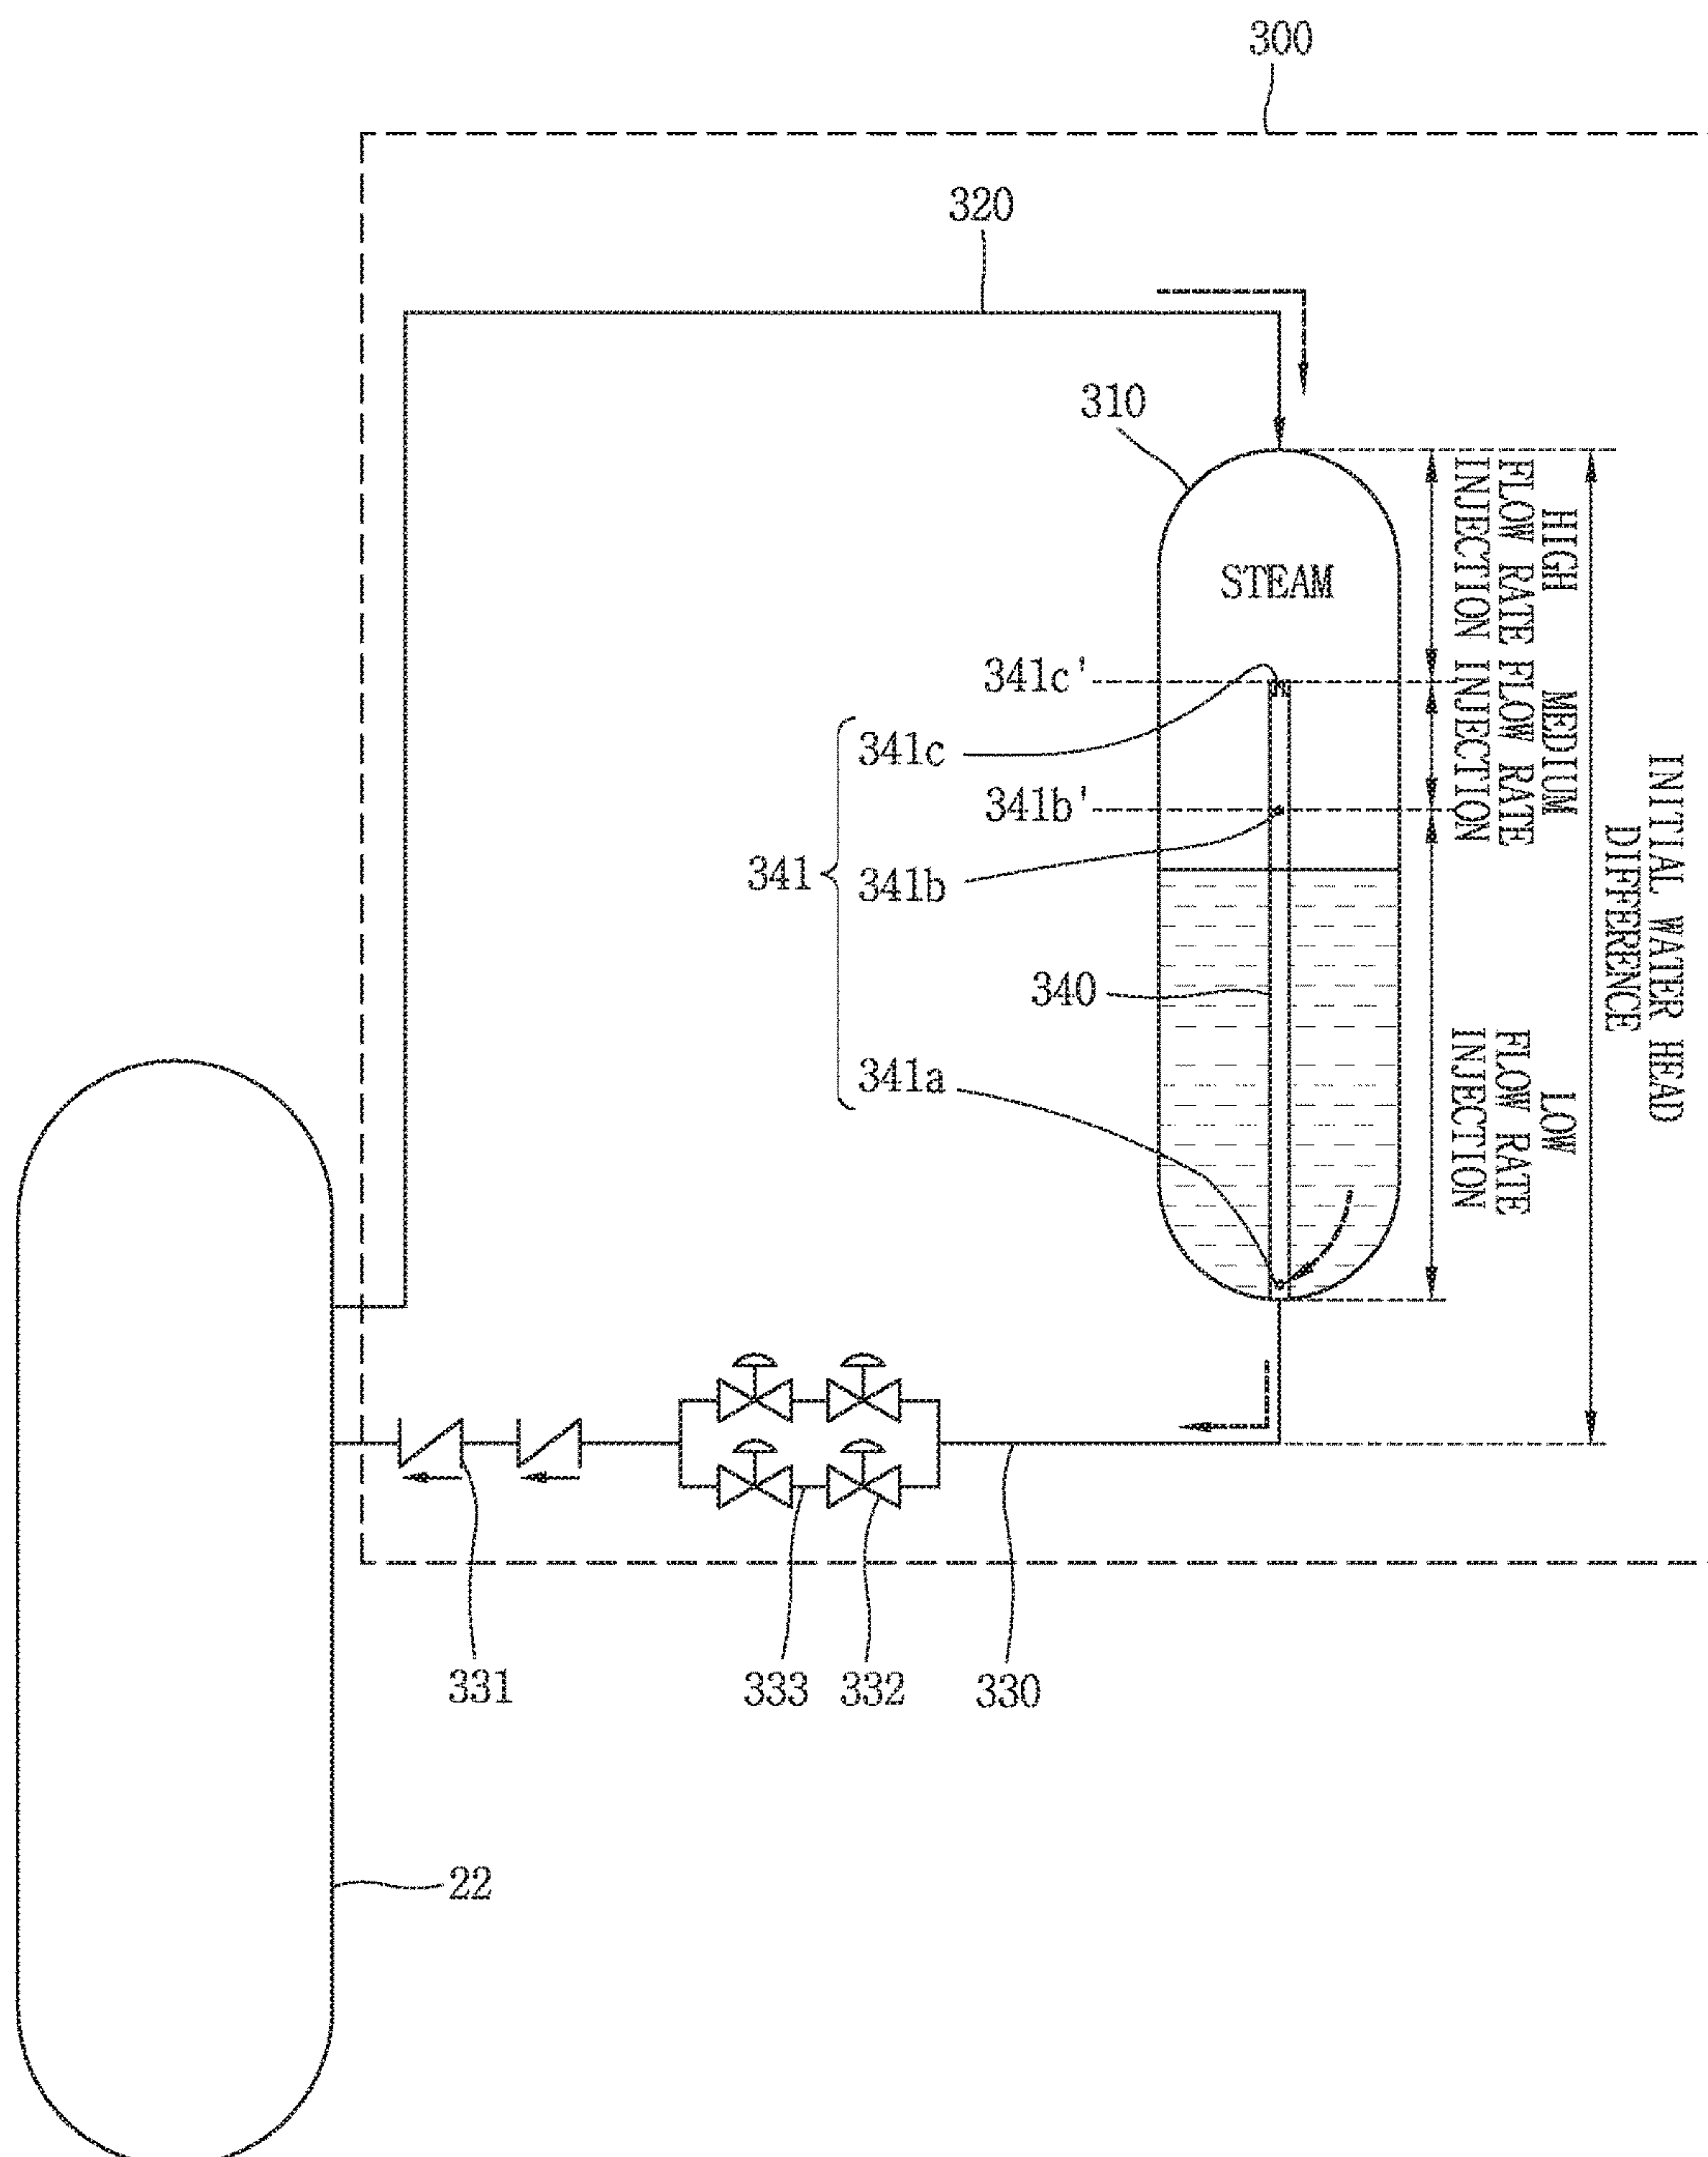 300
320
310
STEAM
HIGH
FLOW RATE
INJECTION
341c'
341c
MEDIUM
FLOW RATE
INJECTION
341b'
341
341b
INITIAL WATER HEAD
DIFFERENCE
340
341a
LOW
FLOW RATE
INJECTION
331
333
332
330
22